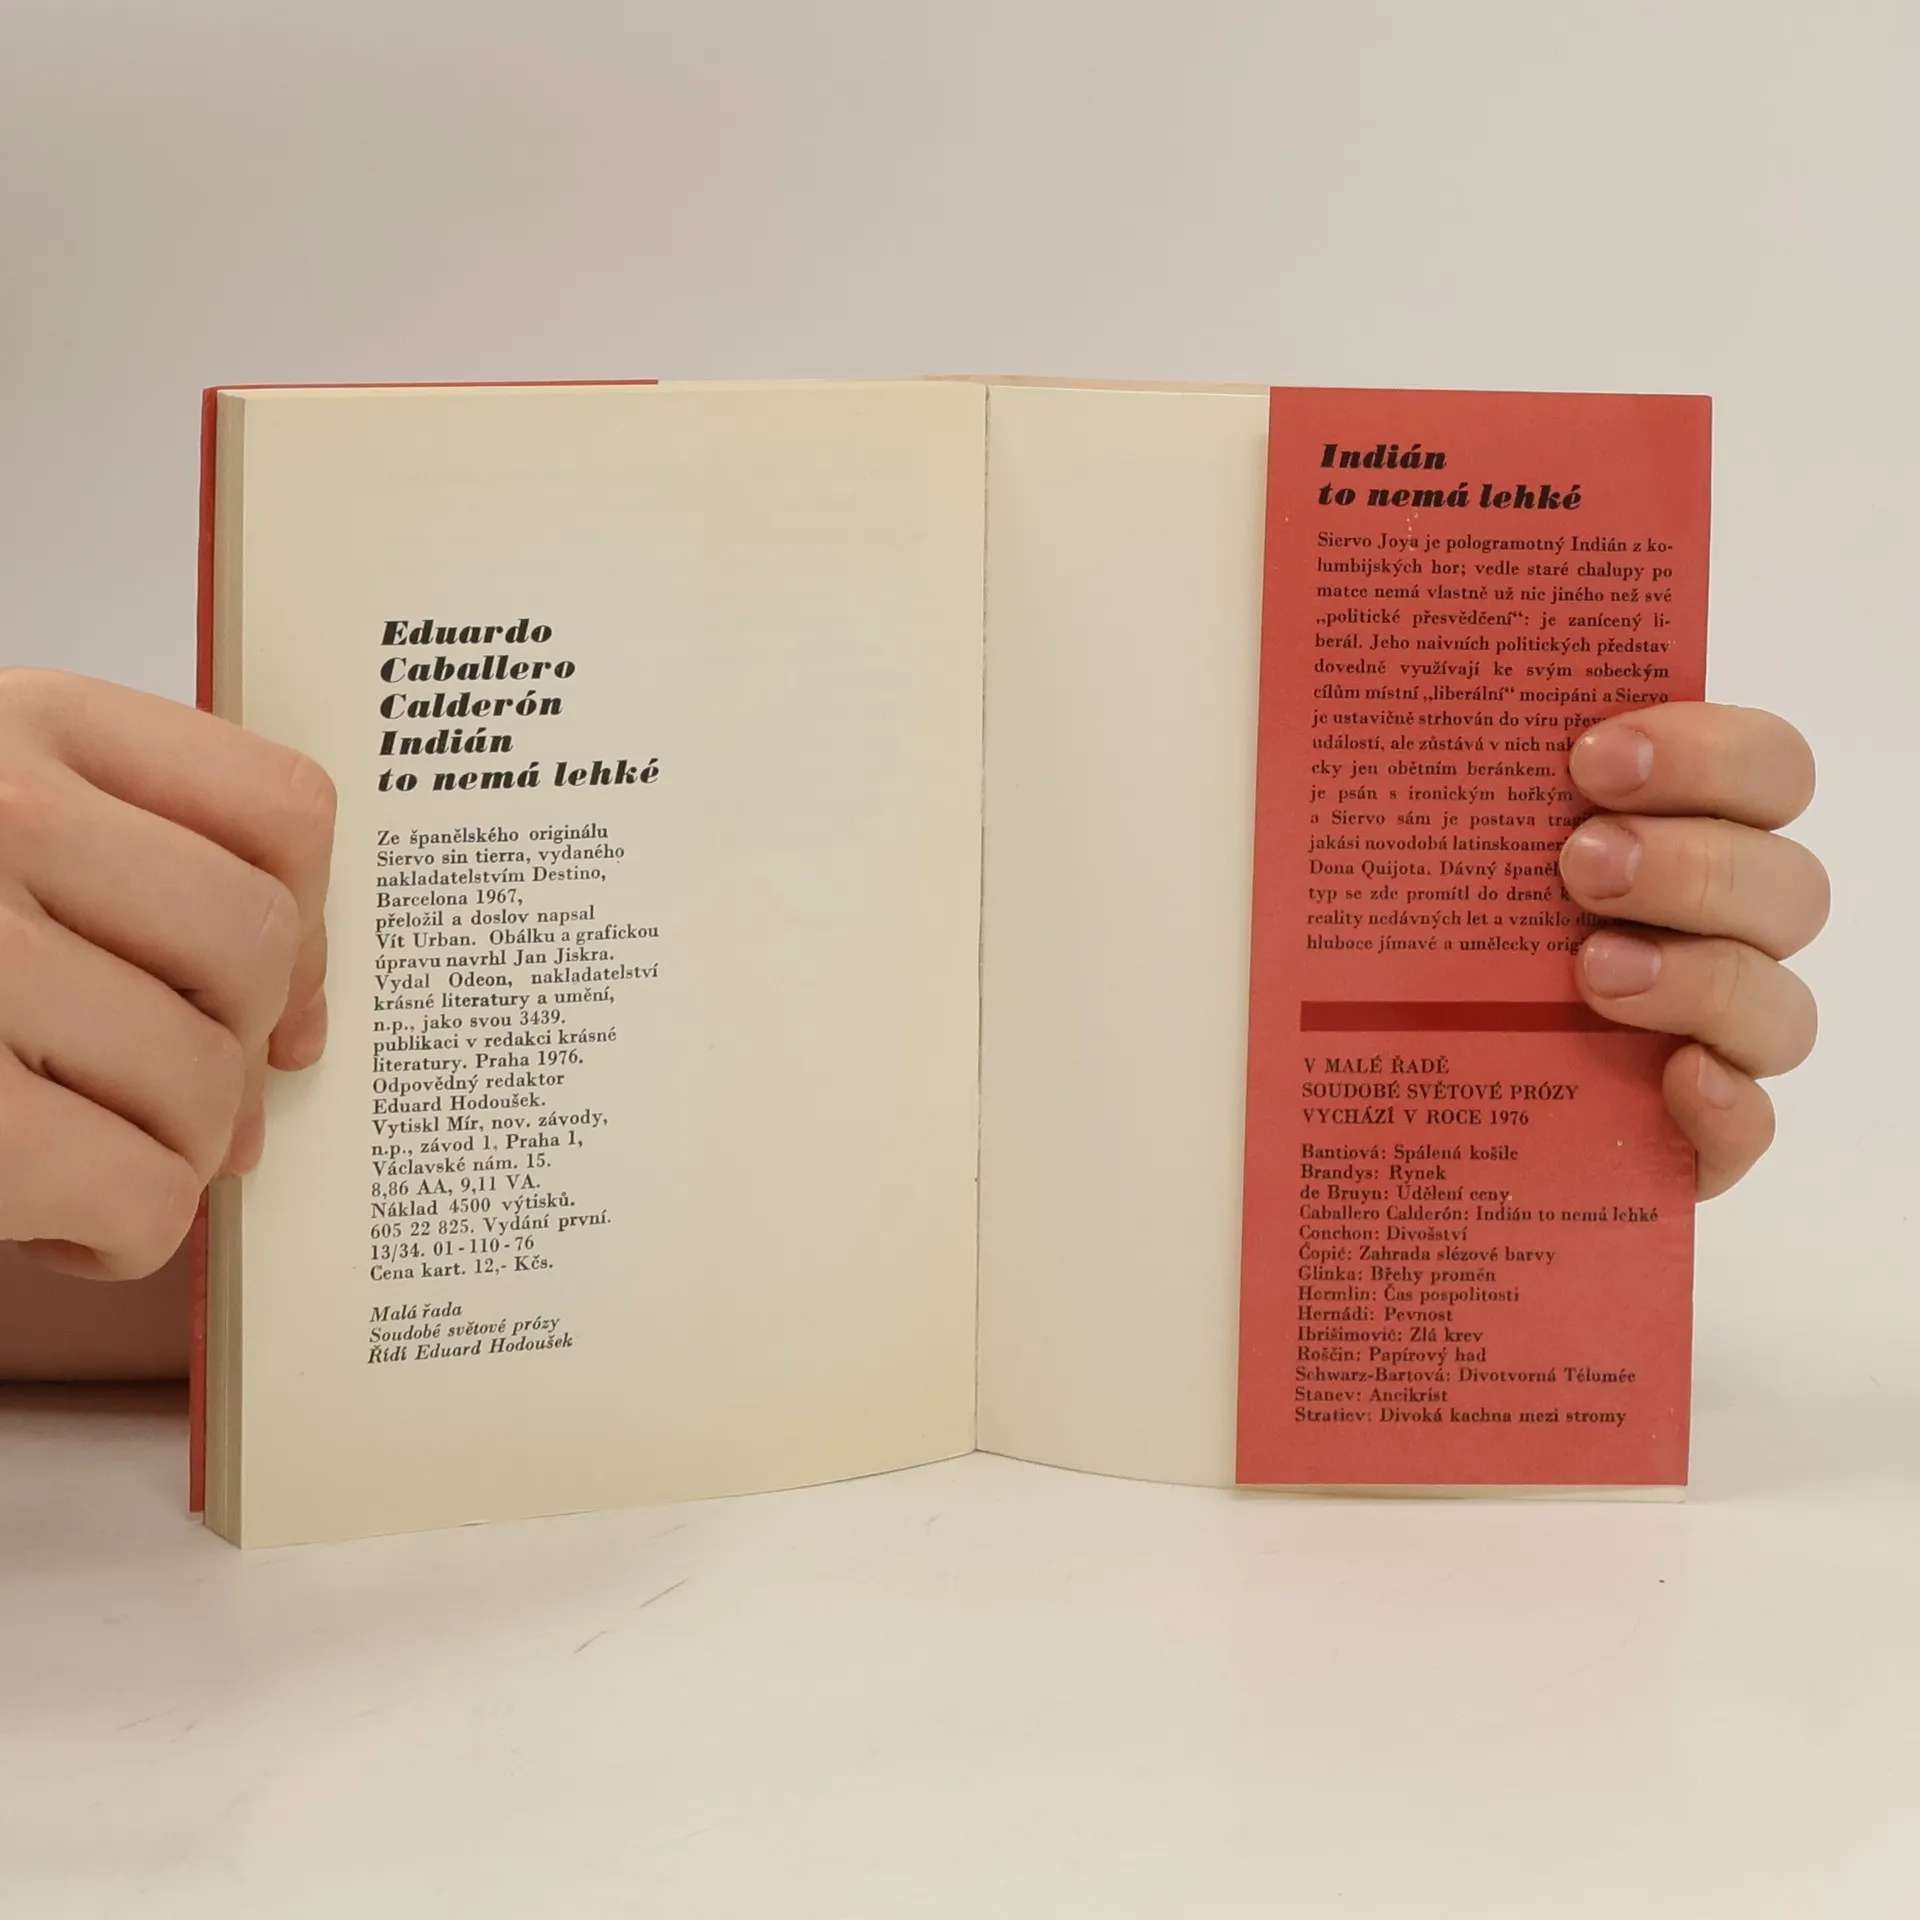 Eduardo
Caballero
Calderón
Indián
to nemá lehké
Ze španělského originálu
Siervo sin tierra, vydaného
nakladatelstvím Destino,
Barcelona 1967,
přeložil a doslov napsal
Vít Urban. Obálku a grafickou
úpravu navrhl Jan Jiskra.
Vydal Odeon, nakladatelství
krásné literatury a umění,
n.p., jako svou 3439.
publikaci v redakci krásné
literatury. Praha 1976.
Odpovědný redaktor
Eduard Hodoušek.
Vytiskl Mír, nov. závody,
n.p., závod 1, Praha 1,
Václavské nám. 15.
8,86 AA, 9,11 VA.
Náklad 4500 výtisků.
605 22 825. Vydání první.
13/34. 01-110-76
Cena kart. 12,- Kčs.
Malá řada
Soudobé světové prózy
Řídí Eduard Hodoušek
Indián
to nemá lehké
Siervo Joya je pologramotný Indián z ko-
lumbijských hor; vedle staré chalupy po
matce nemá vlastně už nic jiného než své
„politické přesvědčení“: je zanícený li-
berál. Jeho naivních politických představ
dovedně využívají ke svým sobeckým
cílům místní „liberální“ mocipáni a Siervo
je ustavičně strhován do víru
událostí, ale zůstává v nich
cky jen obětním beránkem.
je psán s ironickým hořkým
a Siervo sám je postava
jakási novodobá
Dona Quijota. Dávný
typ se zde promítl do drsné
reality nedávných let a vzniklo
hluboce jímavé a umělecky
V MALÉ ŘADĚ
SOUDOBÉ SVĚTOVÉ PRÓZY
VYCHÁZÍ V ROCE 1976
Bantiová: Spálená košile
Brandys: Rynek
de Bruyn: Udělení ceny
Caballero Calderón: Indián to nemá lehké
Conchon: Divošství
Ćopić: Zahrada slézové barvy
Glinka: Břehy proměn
Hermlin: Čas pospolitosti
Hernádi: Pevnost
Ibrišimović: Zlá krev
Roščin: Papírový had
Schwarz-Bartová: Divotvorná Télumée
Stanev: Ancikrist
Stratiev: Divoká kachna mezi stromy